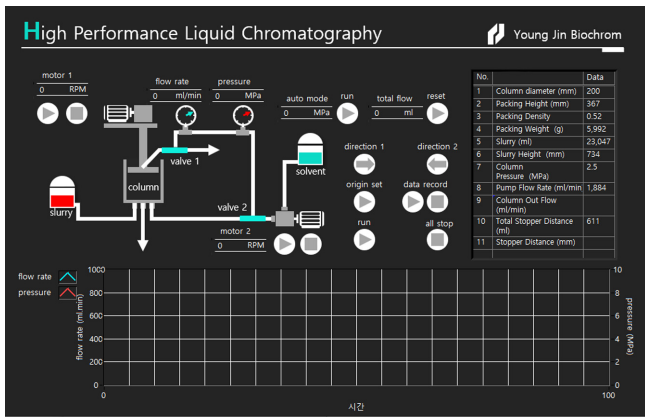 High Performance Liquid Chromatography
Young Jin Biochrom
motor 1
0 RPM
flow rate
0 ml/min
pressure
0 MPa
auto mode
0 MPa
run
total flow
0 ml
reset
valve 1
column
slurry
valve 2
solvent
motor 2
0 RPM
direction 1
direction 2
origin set
data record
run
all stop
No. Data
1 Column diameter (mm) 200
2 Packing Height (mm) 367
3 Packing Density 0.52
4 Packing Weight (g) 5,992
5 Slurry (ml) 23,047
6 Slurry Height (mm) 734
7 Column 2.5
Pressure (MPa)
8 Pump Flow Rate (ml/min 1,884
9 Column Out Flow
(ml/min)
10 Total Stopper Distance 611
(ml)
11 Stopper Distance (mm)
flow rate
pressure
flow rate (ml.min)
1000
800
600
400
200
0
10
8
6
4
2
0
pressure (MPa)
0
시간
100